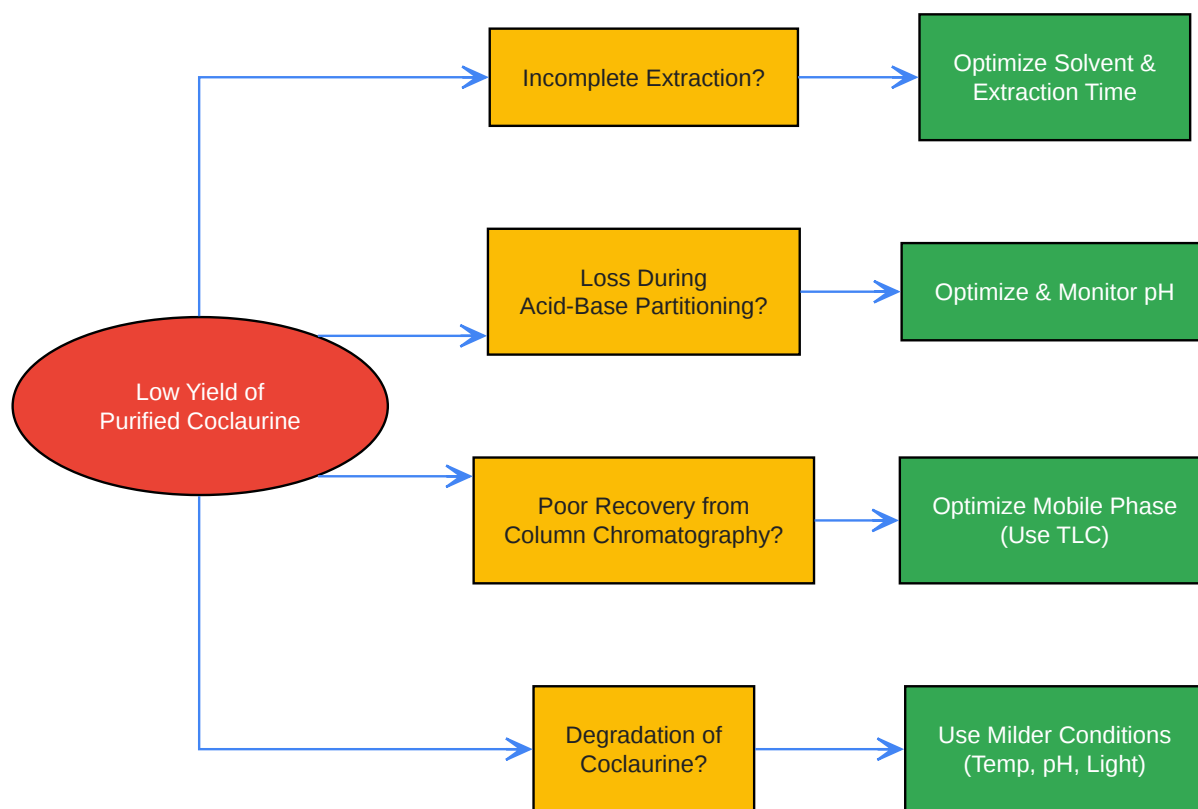 Incomplete Extraction?
Optimize Solvent &
Extraction Time
Loss During
Acid-Base Partitioning?
Optimize & Monitor pH
Low Yield of
Purified Coclaurine
Poor Recovery from
Column Chromatography?
Optimize Mobile Phase
(Use TLC)
Degradation of
Coclaurine?
Use Milder Conditions
(Temp, pH, Light)